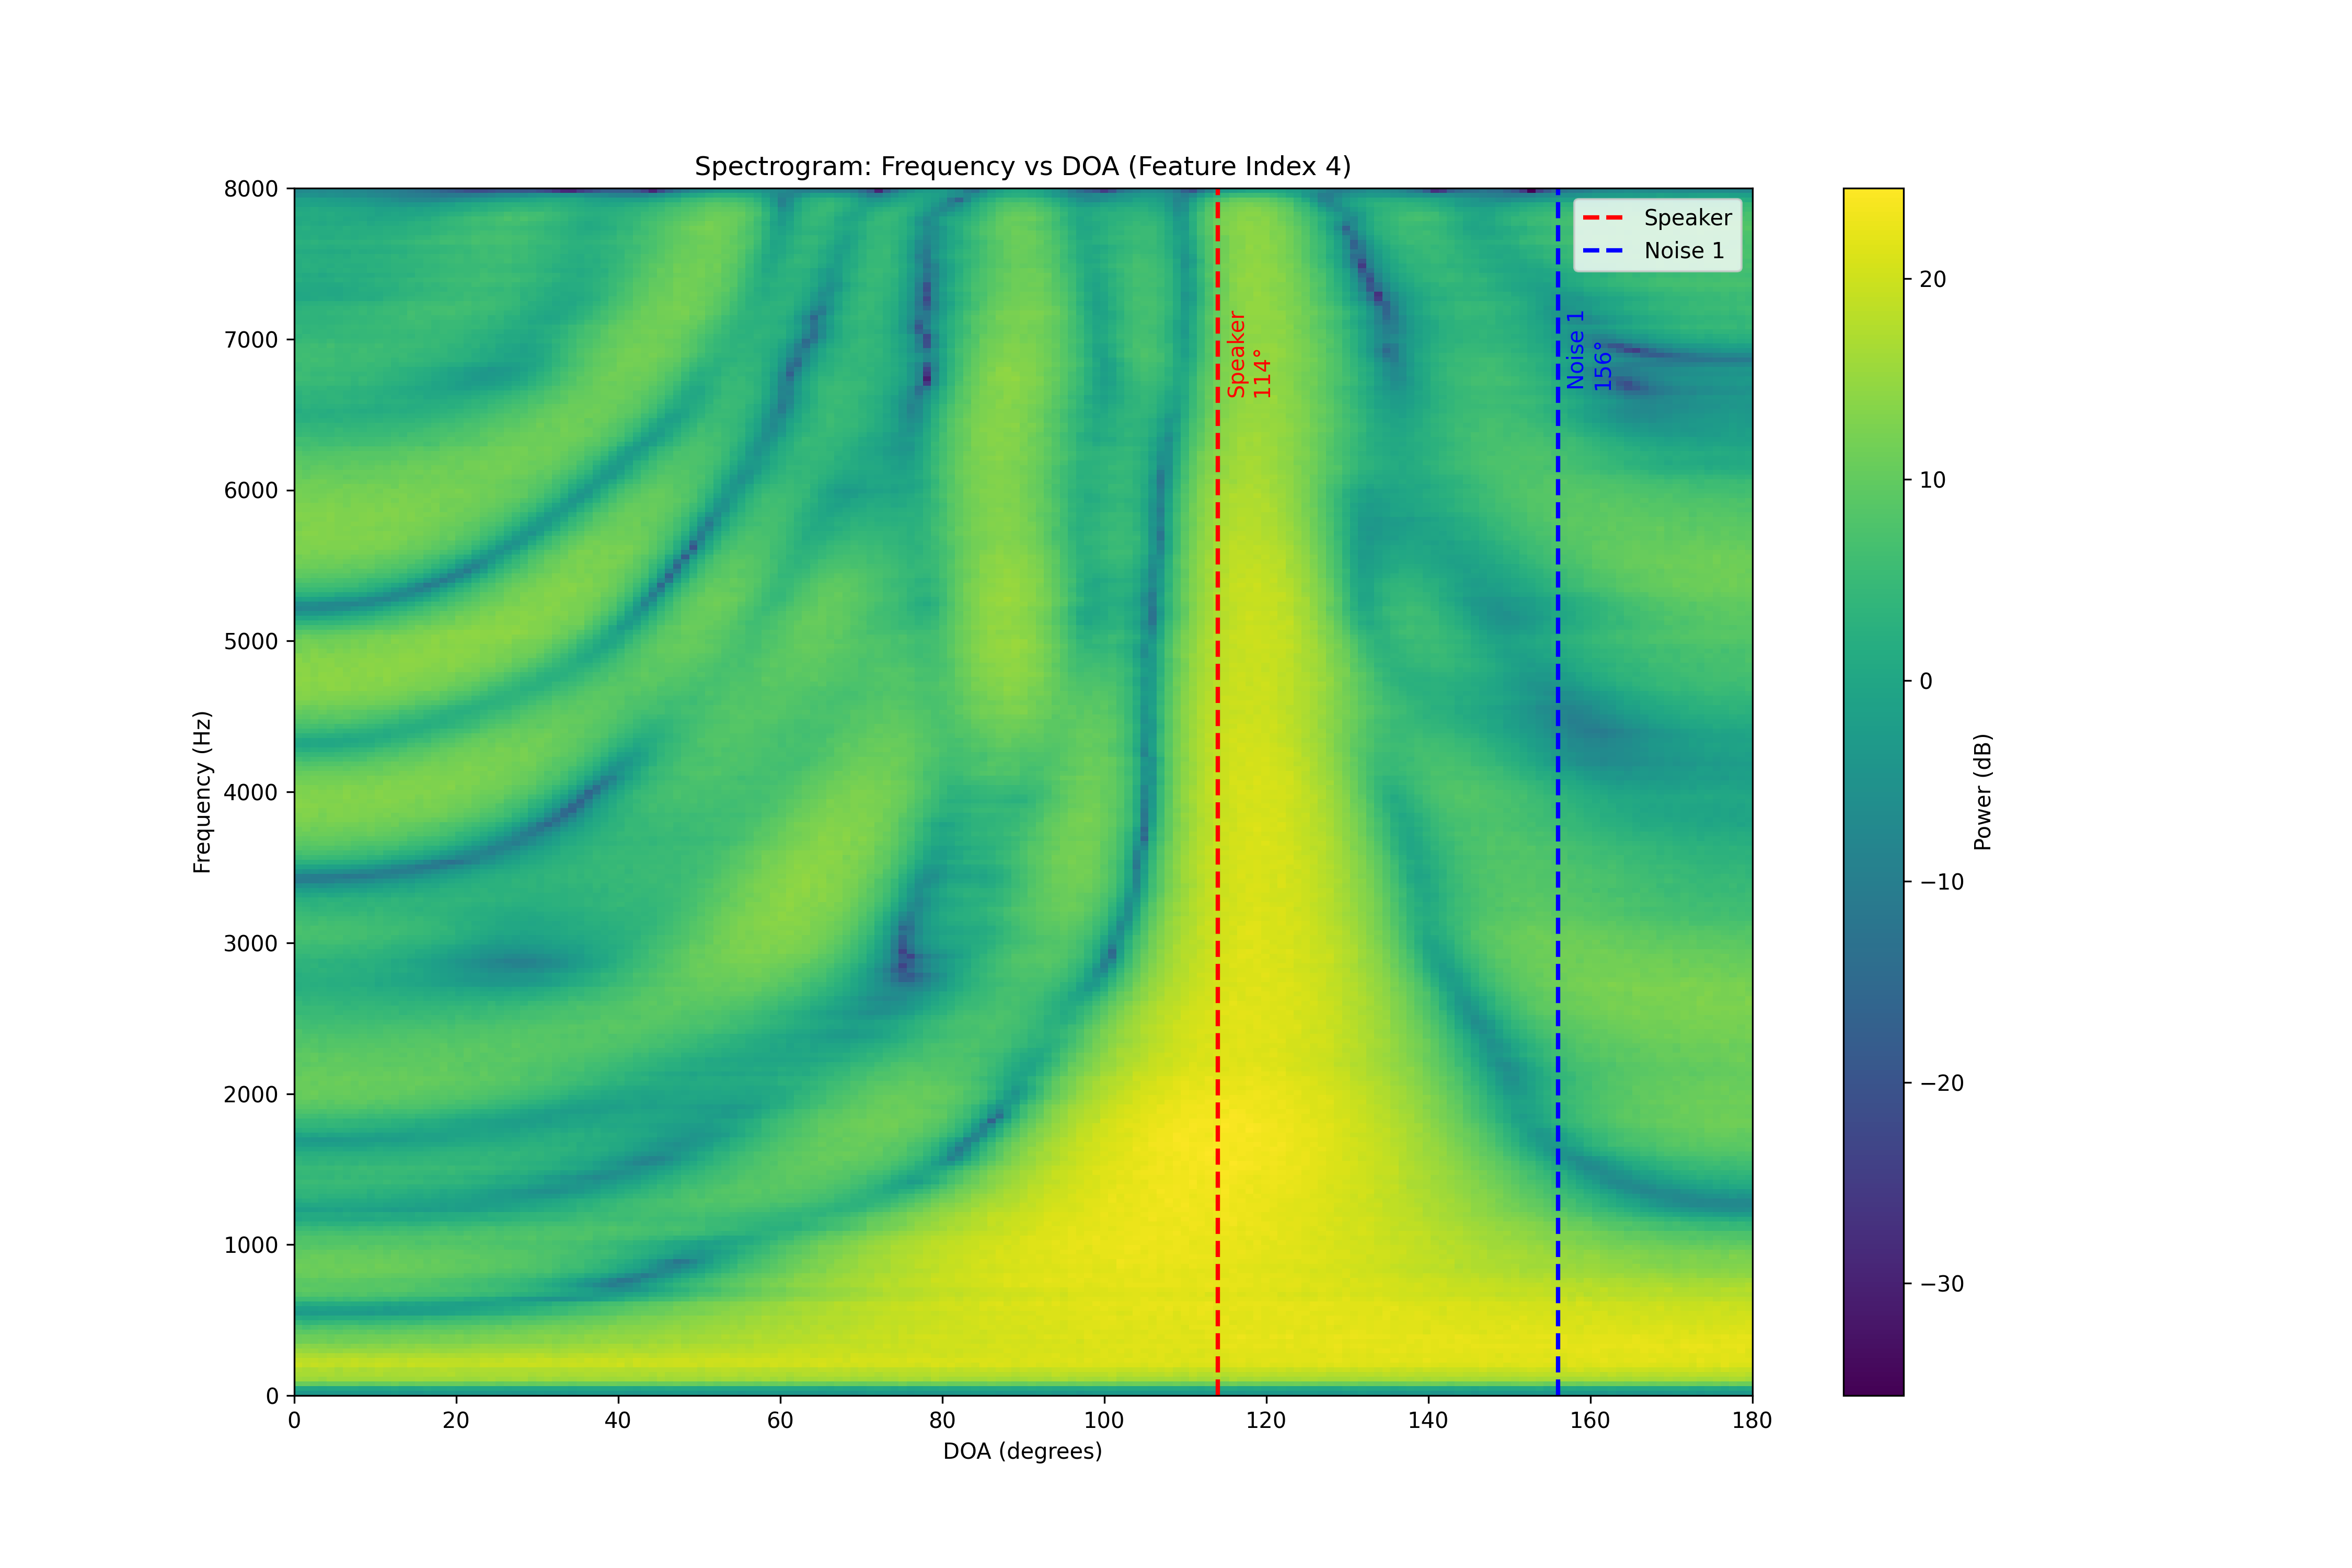 Spectrogram: Frequency vs DOA (Feature Index 4)
8000
7000
6000
5000
4000
3000
2000
1000
0
Frequency (Hz)
0 20 40 60 80 100 120 140 160 180
DOA (degrees)
Speaker
Noise 1
Speaker
114°
Noise 1
156°
20
10
0
−10
−20
−30
Power (dB)